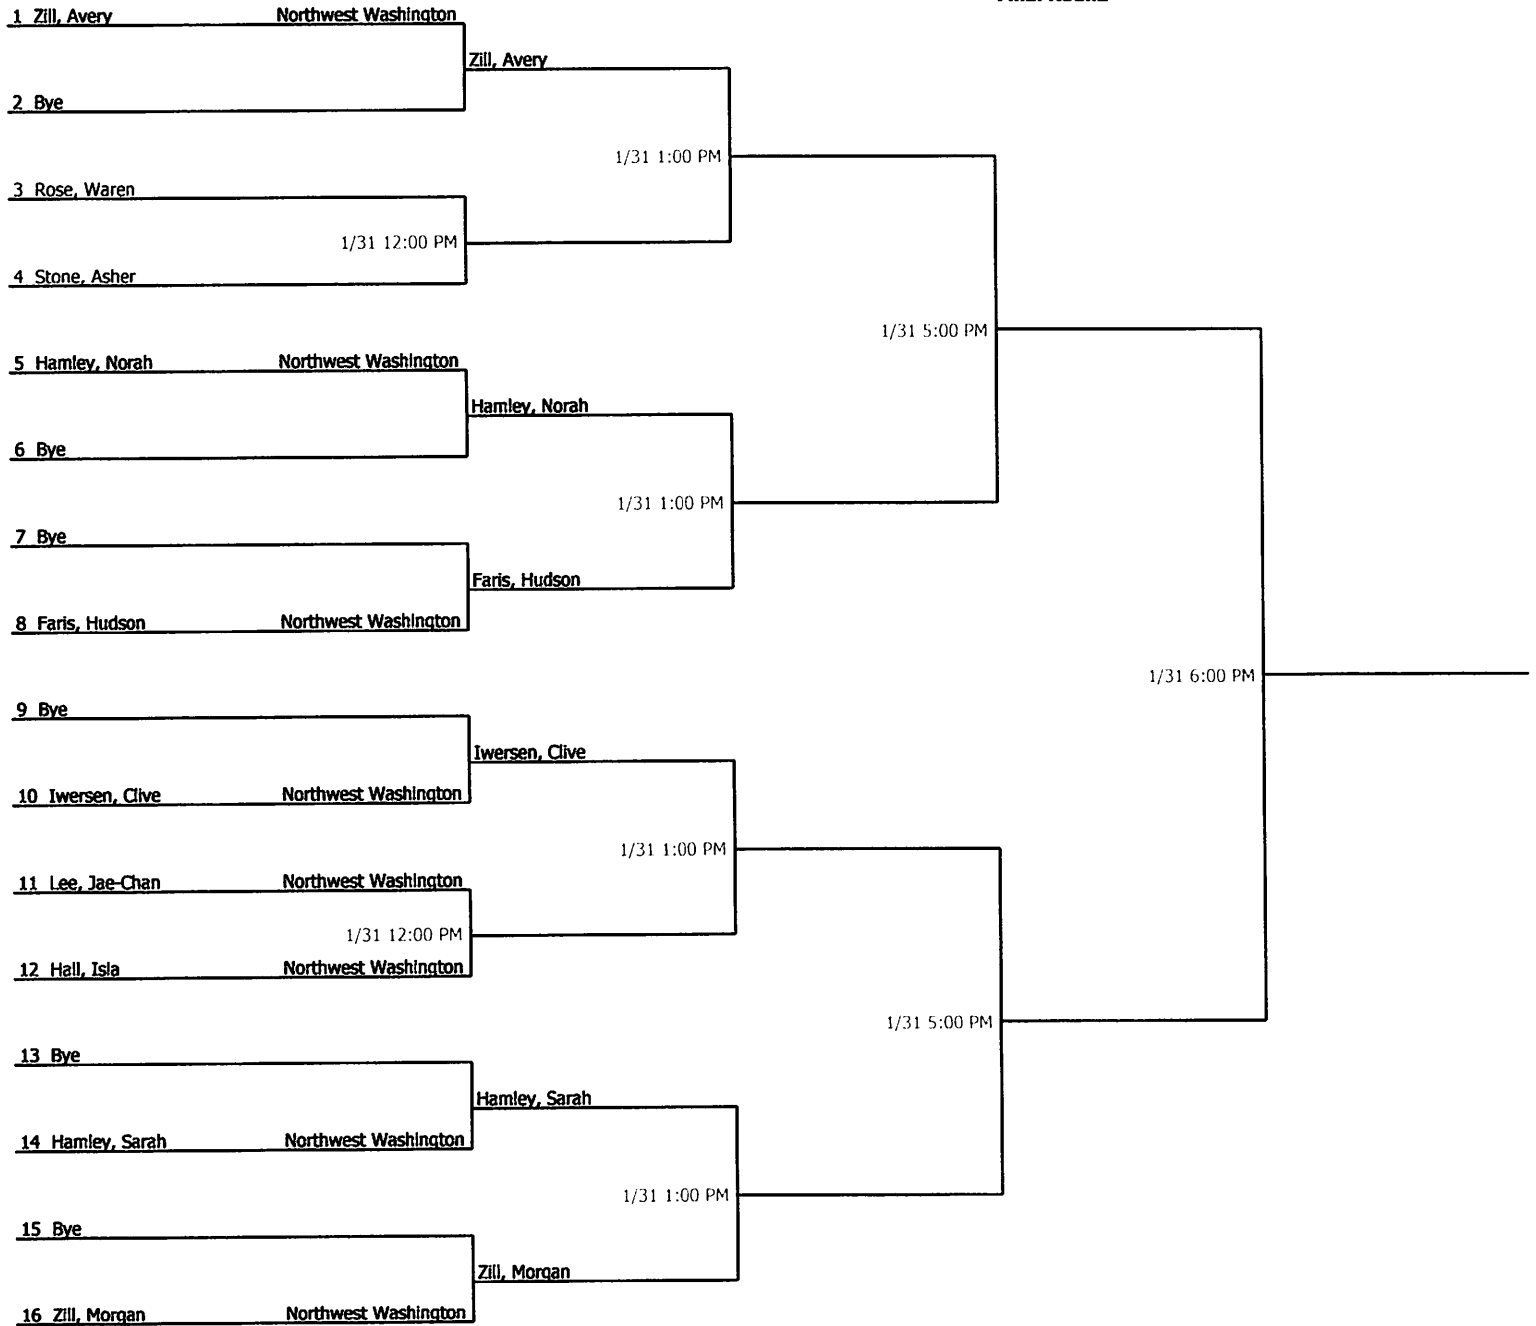 1 Zill, Avery Northwest Washington
Zill, Avery
2 Bye
1/31 1:00 PM
3 Rose, Waren
1/31 12:00 PM
4 Stone, Asher
1/31 5:00 PM
5 Hamley, Norah Northwest Washington
Hamley, Norah
6 Bye
1/31 1:00 PM
7 Bye
Faris, Hudson
8 Faris, Hudson Northwest Washington
1/31 6:00 PM
9 Bye
Iwersen, Clive
10 Iwersen, Clive Northwest Washington
1/31 1:00 PM
11 Lee, Jae-Chan Northwest Washington
1/31 12:00 PM
12 Hall, Isla Northwest Washington
1/31 5:00 PM
13 Bye
Hamley, Sarah
14 Hamley, Sarah Northwest Washington
1/31 1:00 PM
15 Bye
Zill, Morgan
16 Zill, Morgan Northwest Washington